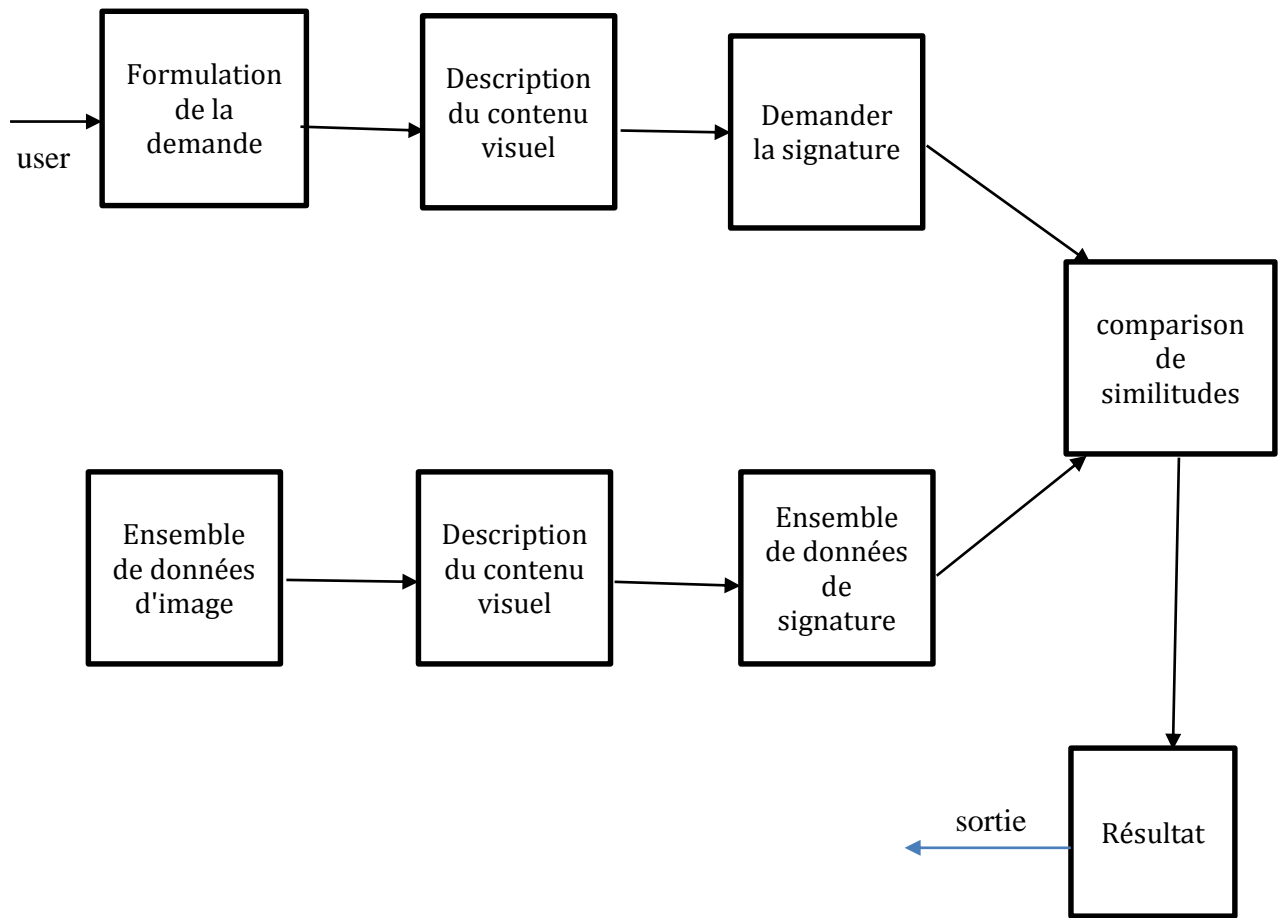 user
Formulation
de la
demande
Description
du contenu
visuel
Demander
la signature
comparison
de
similitudes
Ensemble
de données
d'image
Description
du contenu
visuel
Ensemble
de données
de
signature
Résultat
sortie